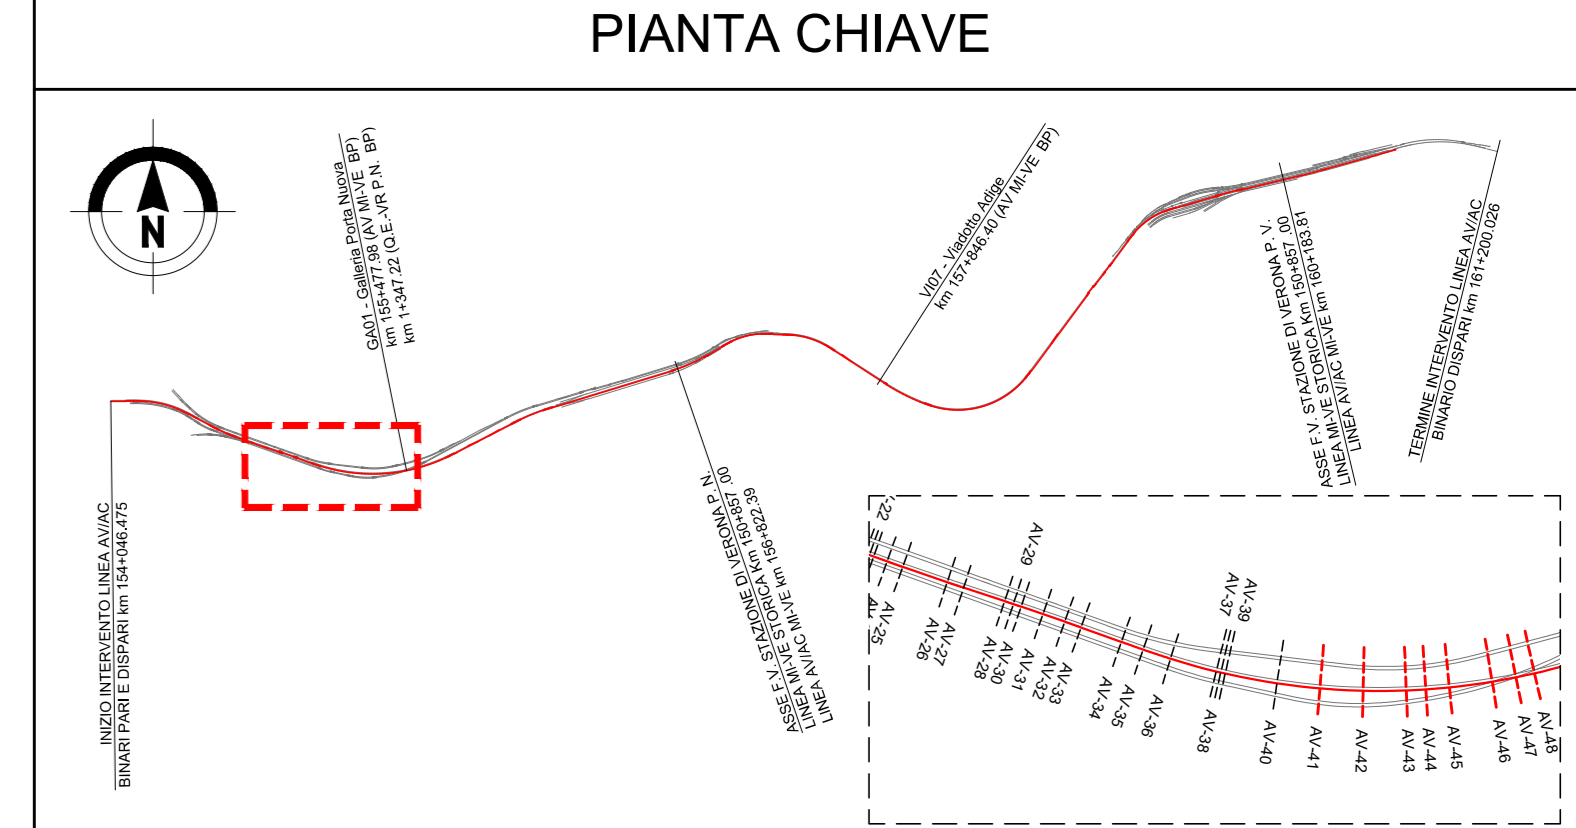 PIANTA CHIAVE
N
GA01 - Galleria Porta Nuova
km 155+477.98 (AV MI-VE BP)
km 1+347.22 (Q.E.-VR P.N. BP)
VI07 - Viadotto Adige
km 157+846.40 (AV MI-VE BP)
ASSE F.V. STAZIONE DI VERONA P. V.
LINEA MI-VE STORICA Km 150+857 .00
LINEA AV/AC MI-VE km 160+183.81
TERMINE INTERVENTO LINEA AV/AC
BINARIO DISPARI km 161+200.026
INIZIO INTERVENTO LINEA AV/AC
BINARI PARI E DISPARI km 154+046.475
ASSE F.V. STAZIONE DI VERONA P. N.
LINEA MI-VE STORICA Km 150+857 .00
LINEA AV/AC MI-VE km 156+822.39
-22
AV-25
AV-26
AV-27
AV-28
AV-29
AV-30
AV-31
AV-32
AV-33
AV-34
AV-35
AV-36
AV-37
AV-39
AV-38
AV-40
AV-41
AV-42
AV-43
AV-44
AV-45
AV-46
AV-47
AV-48